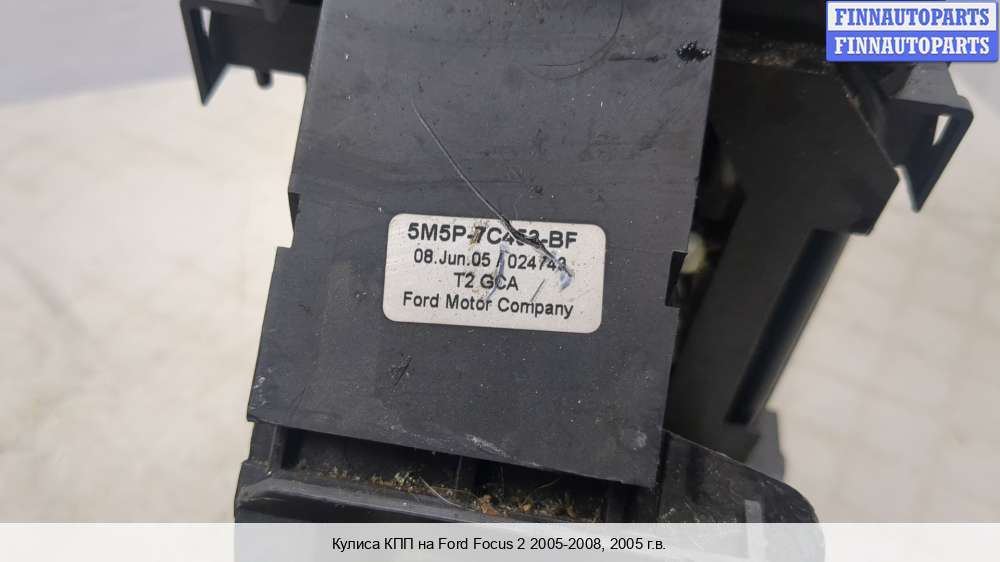 FINNAUTOPARTS
FINNAUTOPARTS
5M5P-7C453-BF
08.Jun.05 / 024743
T2 GCA
Ford Motor Company
Кулиса КПП на Ford Focus 2 2005-2008, 2005 г.в.